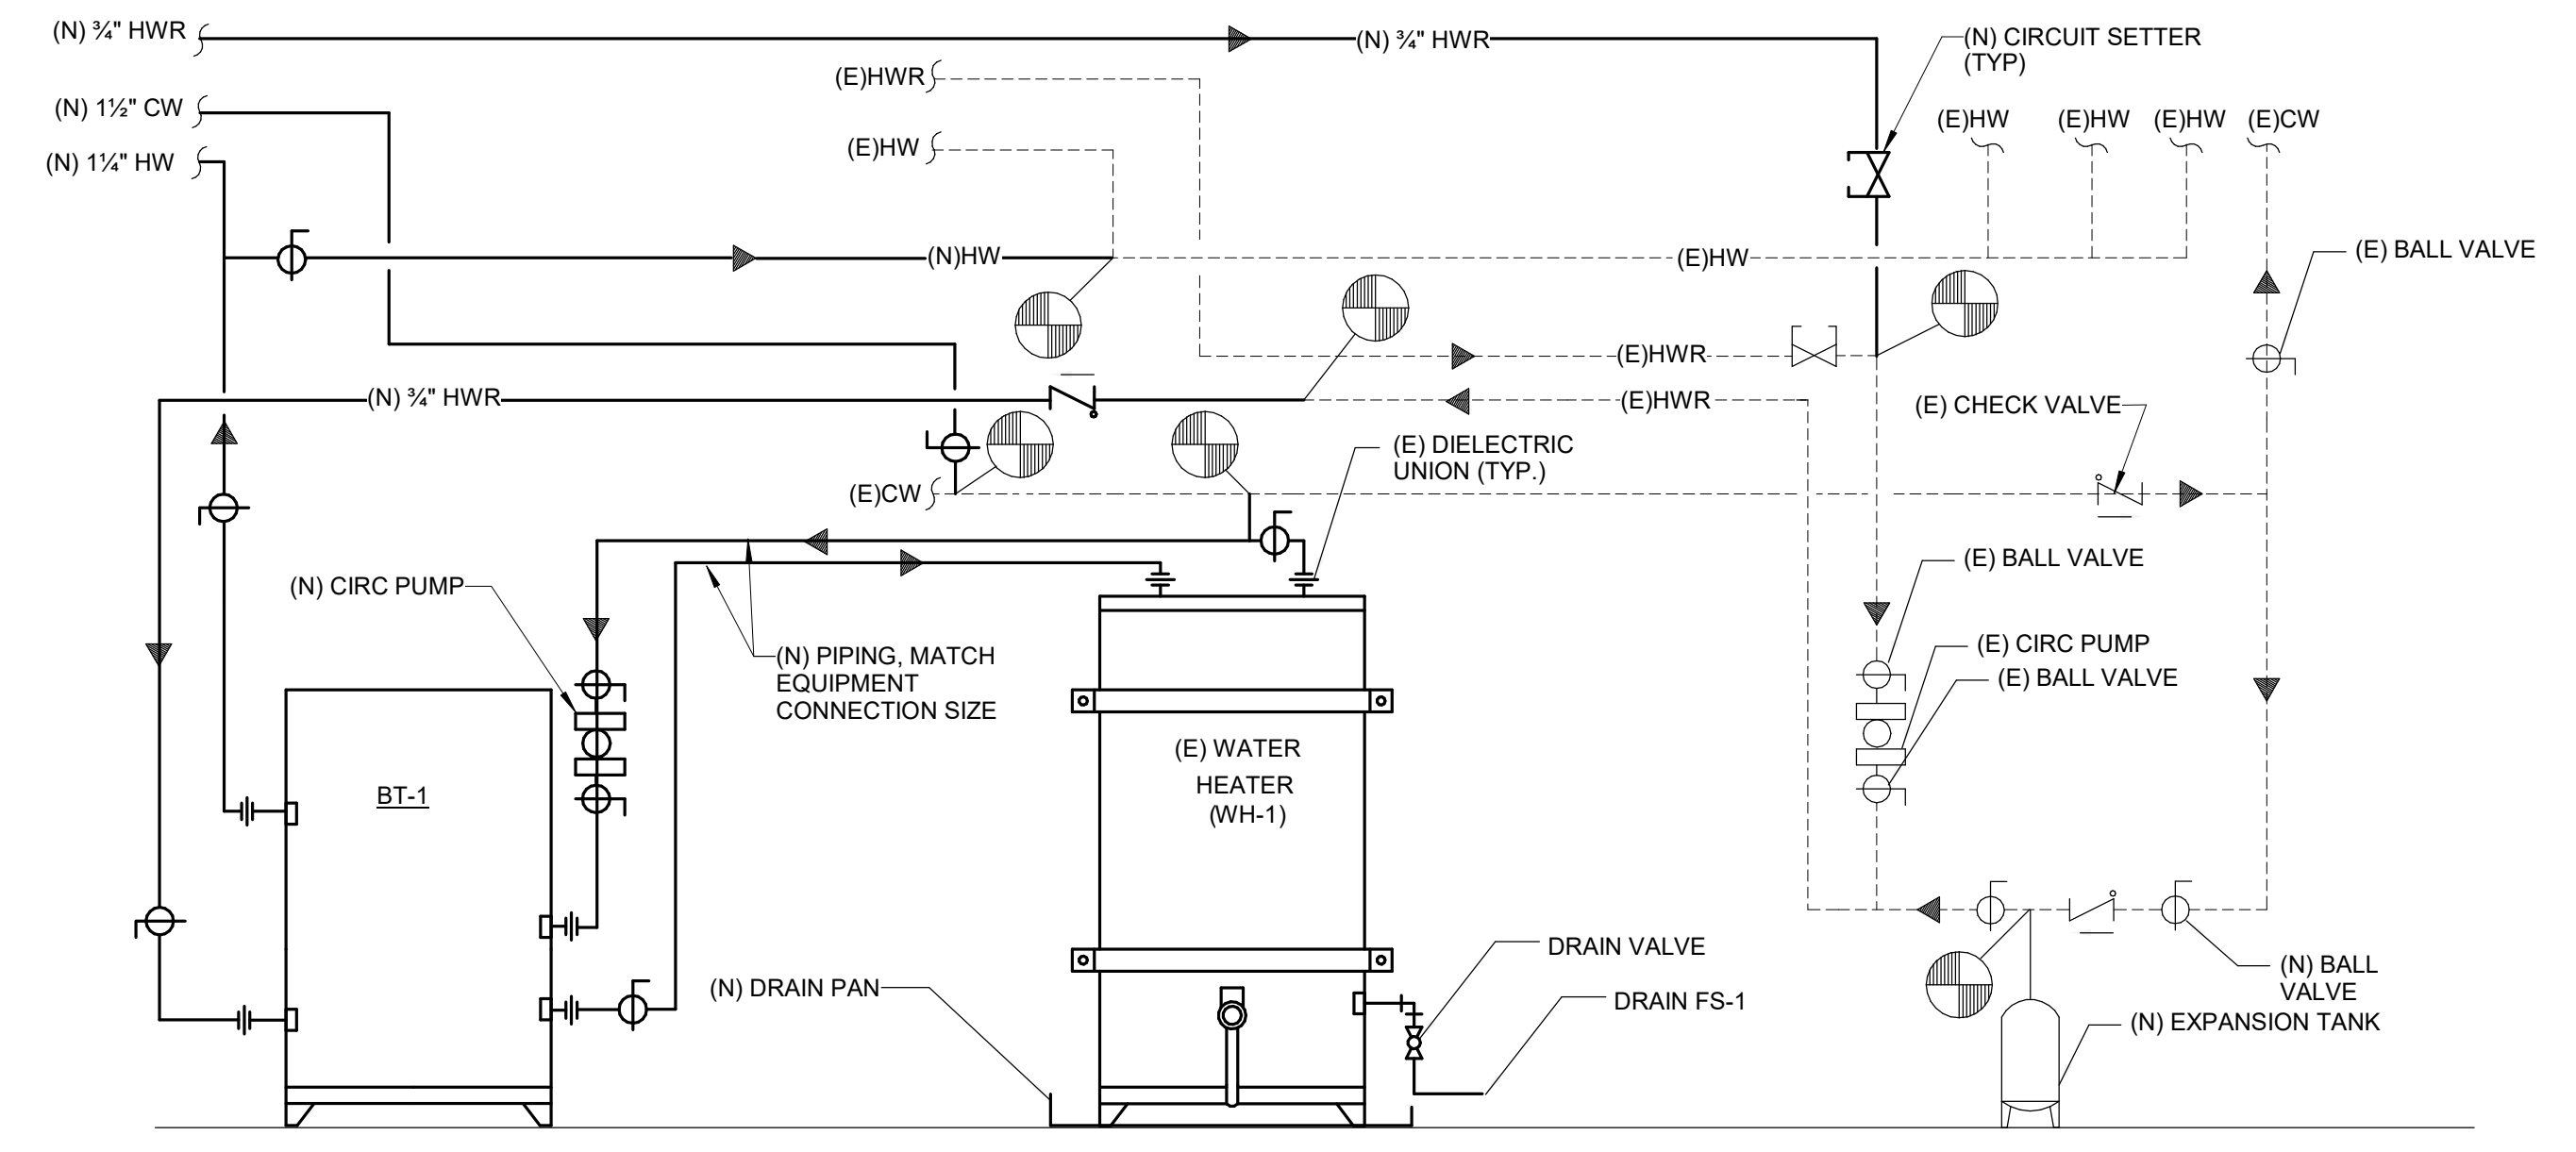 (N) ¾" HWR
(N) ¾" HWR
(N) CIRCUIT SETTER
(TYP)
(E)HWR
(N) 1½" CW
(E)HW
(E)HW
(E)HW
(E)CW
(E)HW
(N) 1¼" HW
(N)HW
(E)HW
(E) BALL VALVE
(E)HWR
(N) ¾" HWR
(E)HWR
(E) CHECK VALVE
(E) DIELECTRIC
UNION (TYP.)
(E)CW
(E) BALL VALVE
(N) CIRC PUMP
(E) CIRC PUMP
(N) PIPING, MATCH
EQUIPMENT
CONNECTION SIZE
(E) BALL VALVE
(E) WATER
HEATER
(WH-1)
BT-1
DRAIN VALVE
(N) BALL
VALVE
(N) DRAIN PAN
DRAIN FS-1
(N) EXPANSION TANK